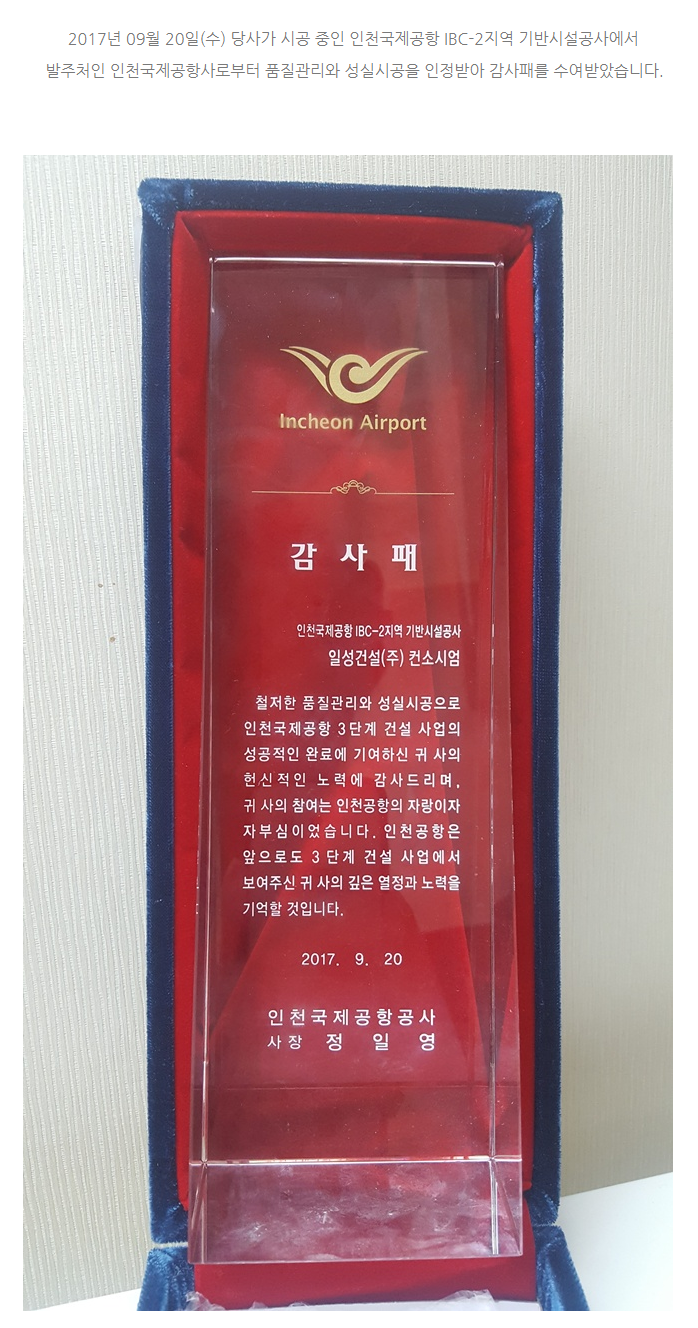 2017년 09월 20일(수) 당사가 시공 중인 인천국제공항 IBC-2지역 기반시설공사에서
발주처인 인천국제공항사로부터 품질관리와 성실시공을 인정받아 감사패를 수여받았습니다.
Incheon Airport
감 사 패
인천국제공항 IBC-2지역 기반시설공사
일성건설(주) 컨소시엄
철저한 품질관리와 성실시공으로
인천국제공항 3단계 건설 사업의
성공적인 완료에 기여하신 귀 사의
헌신적인 노력에 감사드리며,
귀 사의 참여는 인천공항의 자랑이자
자부심이었습니다. 인천공항은
앞으로도 3단계 건설 사업에서
보여주신 귀 사의 깊은 열정과 노력을
기억할 것입니다.
2017. 9. 20
인천국제공항공사
사장 정 일 영